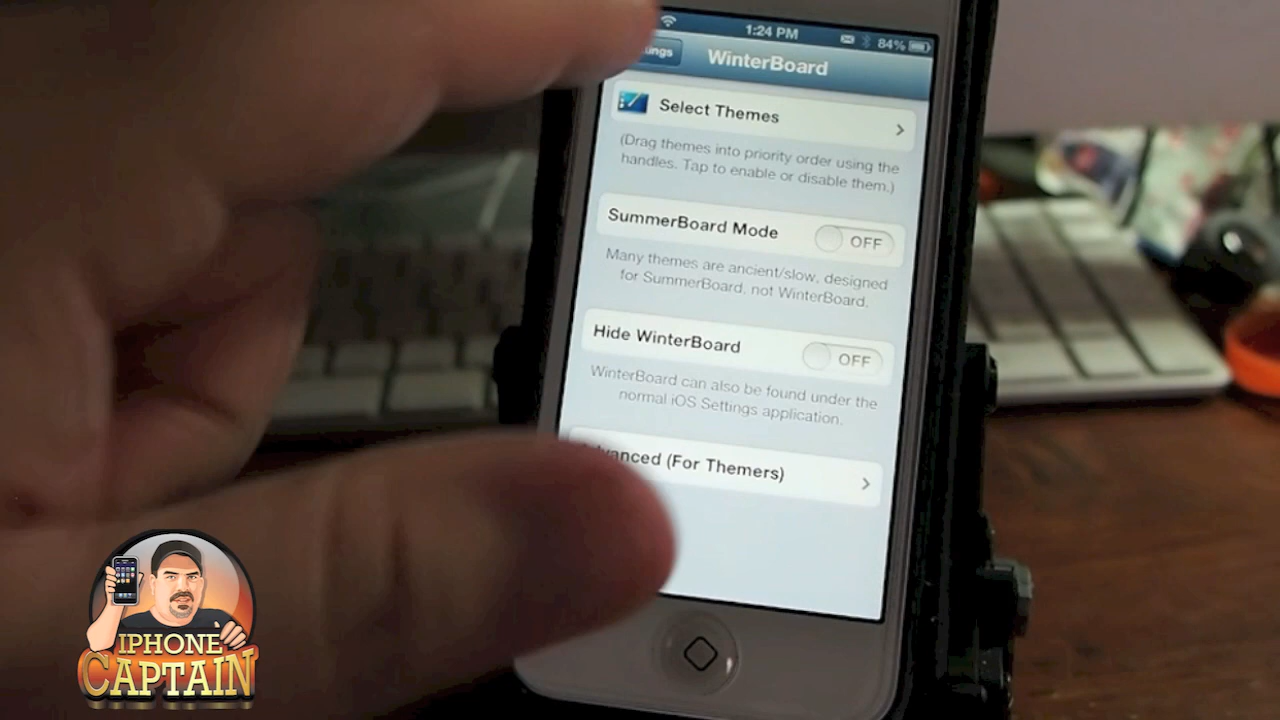 1:24 PM
84%
WinterBoard
Select Themes
(Drag themes into priority order using the
handles. Tap to enable or disable them.)
SummerBoard Mode
OFF
Many themes are ancient/slow, designed
for SummerBoard, not WinterBoard.
Hide WinterBoard
OFF
WinterBoard can also be found under the
normal iOS Settings application.
(For Themers)
IPHONE
CAPTAIN